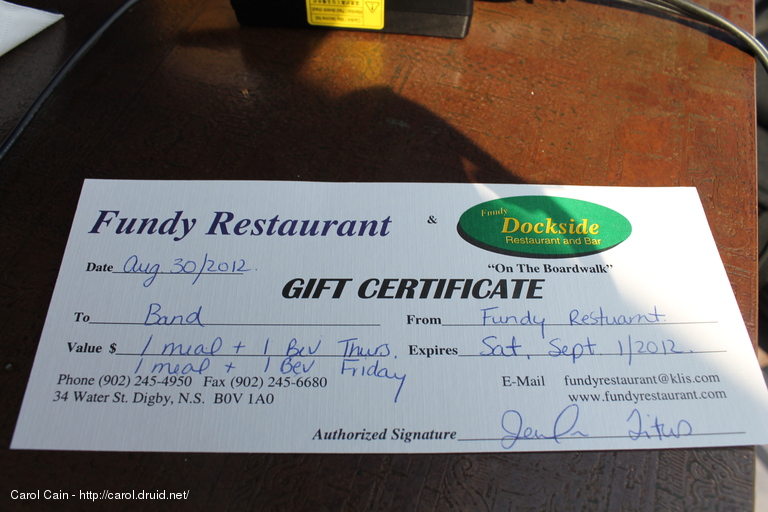 Fundy Restaurant & Fundy Dockside
Restaurant and Bar
"On The Boardwalk"
Date Aug 30/2012.
GIFT CERTIFICATE
To Band From Fundy Restuarnt.
Value $ 1 meal + 1 Bev Thurs. Expires Sat, Sept. 1/2012.
1 meal + 1 Bev Friday
Phone (902) 245-4950 Fax (902) 245-6680 E-Mail fundyrestaurant@klis.com
34 Water St. Digby, N.S. B0V 1A0 www.fundyrestaurant.com
Authorized Signature Titus
Carol Cain - http://carol.druid.net/